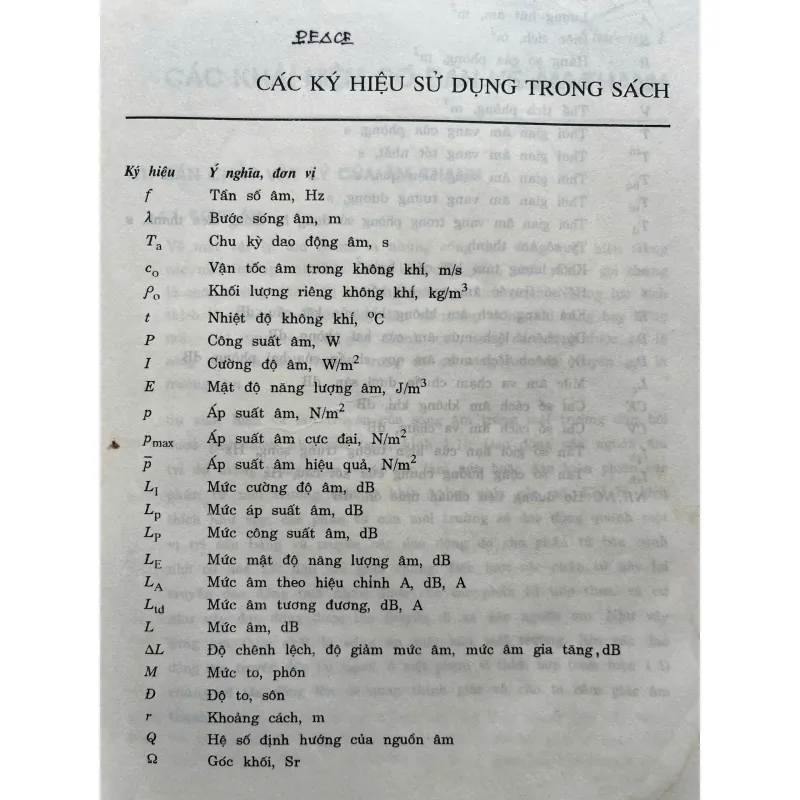 PEACE
CÁC KÝ HIỆU SỬ DỤNG TRONG SÁCH
Ký hiệu Ý nghĩa, đơn vị
f Tần số âm, Hz
λ Bước sóng âm, m
Ta Chu kỳ dao động âm, s
co Vận tốc âm trong không khí, m/s
ρo Khối lượng riêng không khí, kg/m³
t Nhiệt độ không khí, ºC
P Công suất âm, W
I Cường độ âm, W/m²
E Mật độ năng lượng âm, J/m³
p Áp suất âm, N/m²
pmax Áp suất âm cực đại, N/m²
p̅ Áp suất âm hiệu quả, N/m²
LI Mức cường độ âm, dB
Lp Mức áp suất âm, dB
LP Mức công suất âm, dB
LE Mức mật độ năng lượng âm, dB
LA Mức âm theo hiệu chỉnh A, dB, A
Ltd Mức âm tương đương, dB, A
L Mức âm, dB
ΔL Độ chênh lệch, độ giảm mức âm, mức âm gia tăng, dB
M Mức to, phôn
Đ Độ to, sôn
r Khoảng cách, m
Q Hệ số định hướng của nguồn âm
Ω Góc khối, Sr